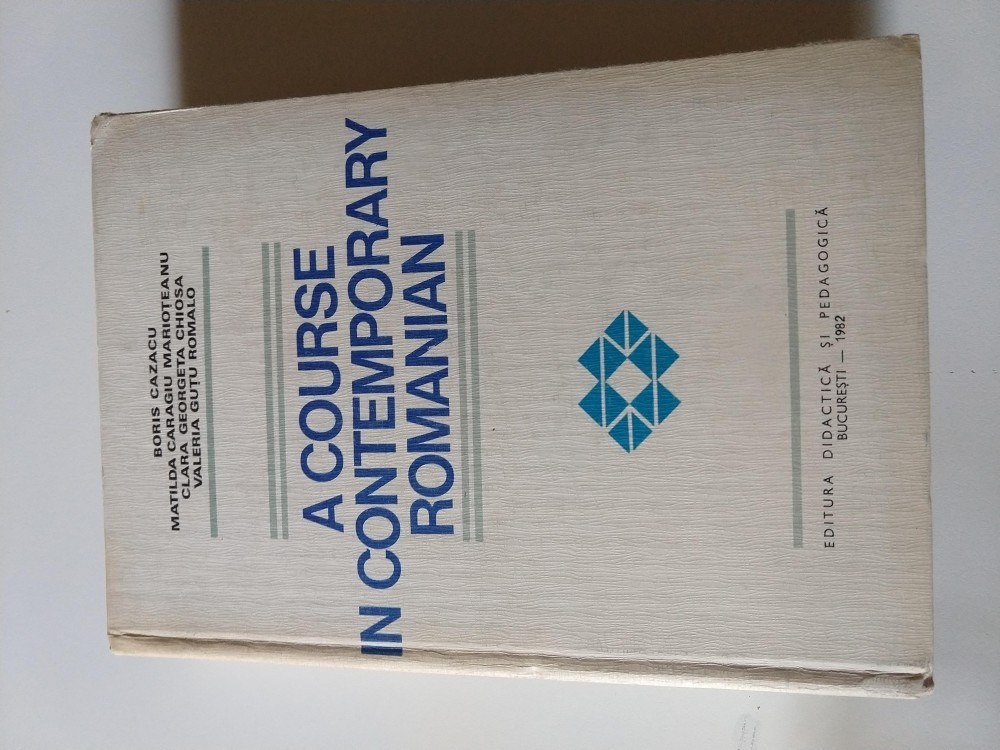 BORIS CAZACU
MATILDA CARAGIU MARIOȚEANU
CLARA GEORGETA CHIOSA
VALERIA GUȚU ROMALO
A COURSE
IN CONTEMPORARY
ROMANIAN
EDITURA DIDACTICĂ ȘI PEDAGOGICĂ
BUCUREȘTI — 1982